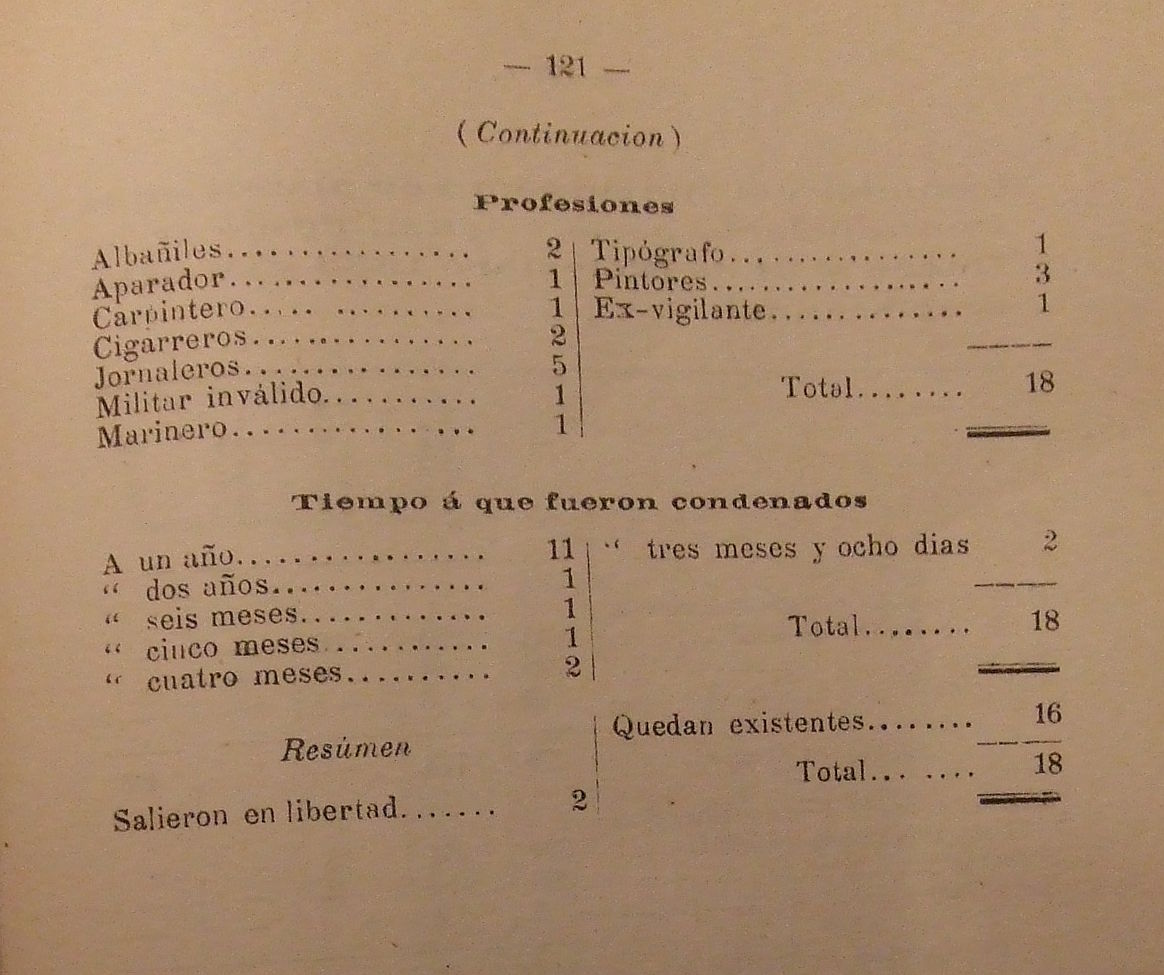 — 121 —
( Continuacion )
Profesiones
Albañiles................. 2
Aparador................. 1
Carpintero..... .......... 1
Cigarreros................ 2
Jornaleros................ 5
Militar inválido........... 1
Marinero................ ... 1
Tipógrafo................. 1
Pintores................... 3
Ex-vigilante.............. 1
Total........ 18
Tiempo á que fueron condenados
A un año.................. 11
“ dos años............... 1
“ seis meses............. 1
“ cinco meses........... 1
“ cuatro meses.......... 2
“ tres meses y ocho dias 2
Total........ 18
Resúmen
Salieron en libertad....... 2
Quedan existentes........ 16
Total... .... 18